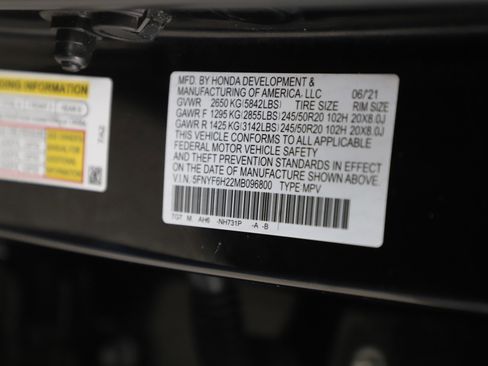 DING INFORMATION
MFD. BY HONDA DEVELOPMENT &
MANUFACTURING OF AMERICA, LLC 06/21
GVWR 2650 KG (5842LBS) TIRE SIZE RIM SIZE
GAWR F 1295 KG (2855LBS) 245/50R20 102H 20X8.0J
GAWR R 1425 KG (3142LBS) 245/50R20 102H 20X8.0J
THIS VEHICLE CONFORMS TO ALL APPLICABLE
FEDERAL MOTOR VEHICLE SAFETY
AND THEFT PREVENTION STANDARDS IN EFFECT
ON THE DATE OF MANUFACTURE SHOWN ABOVE.
V.I.N. 5FNYF6H22MB096800 TYPE MPV
TG7 M AH6 -NH731P -A -B